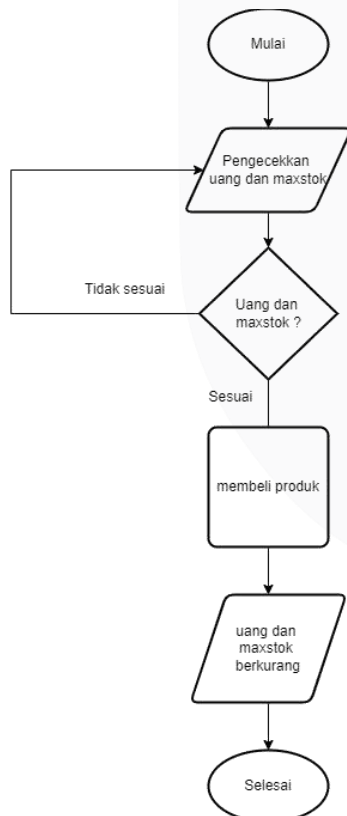 Mulai
Pengecekkan
uang dan maxstok
Tidak sesuai
Uang dan
maxstok ?
Sesuai
membeli produk
uang dan
maxstok
berkurang
Selesai